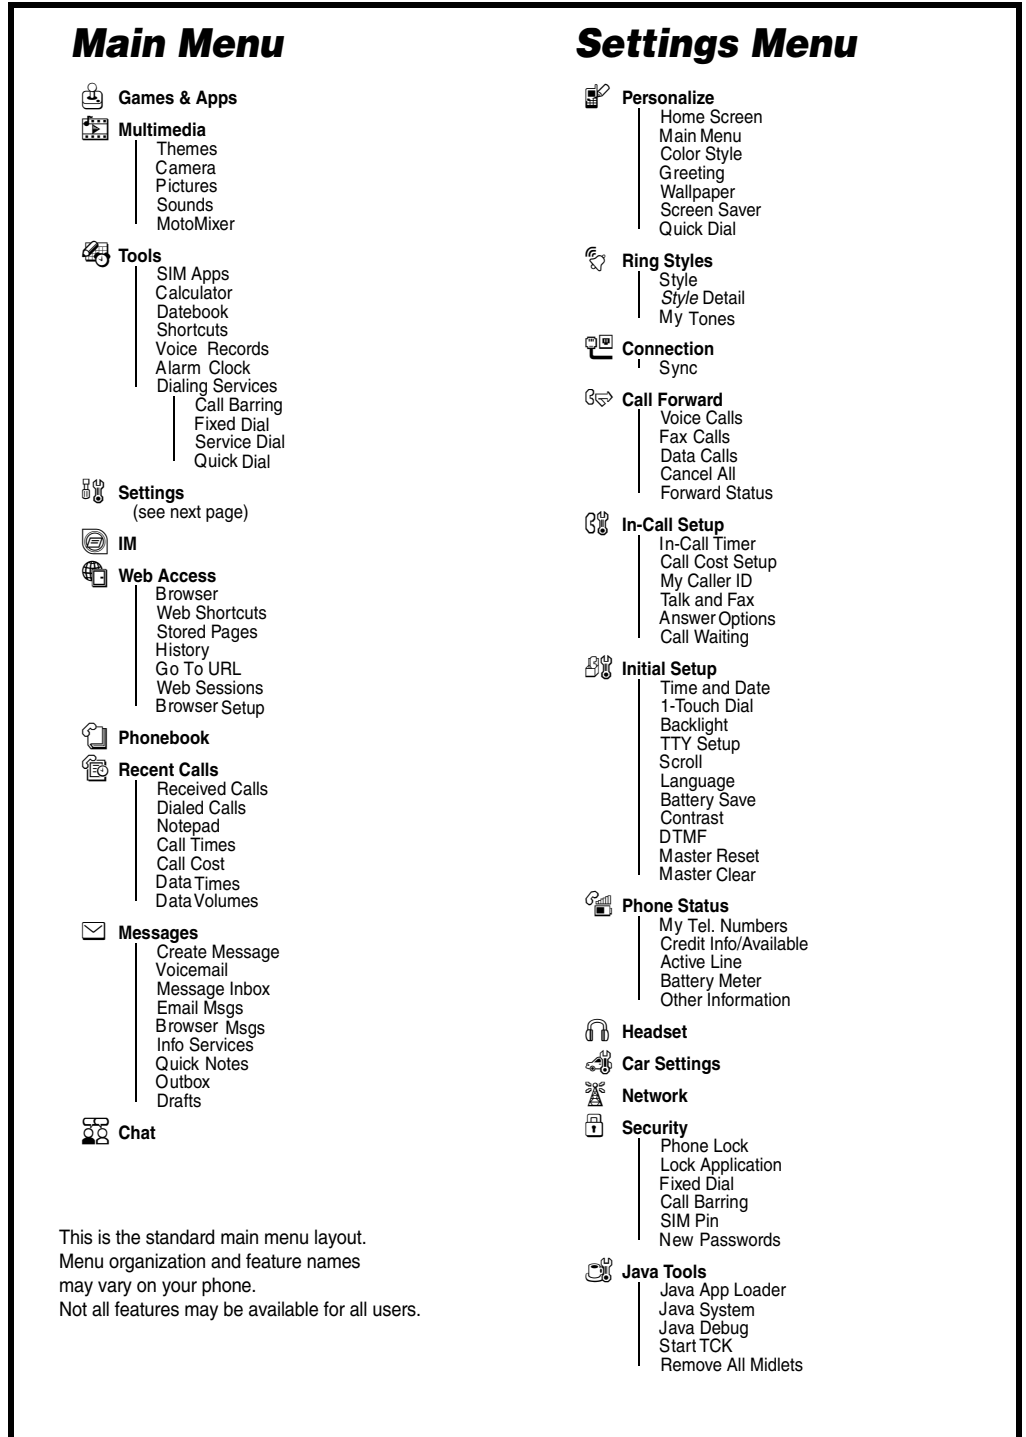 Main Menu
Games & Apps
Multimedia
Themes
Camera
Pictures
Sounds
MotoMixer
Tools
SIM Apps
Calculator
Datebook
Shortcuts
Voice Records
Alarm Clock
Dialing Services
Call Barring
Fixed Dial
Service Dial
Quick Dial
Settings
(see next page)
IM
Web Access
Browser
Web Shortcuts
Stored Pages
History
Go To URL
Web Sessions
Browser Setup
Phonebook
Recent Calls
Received Calls
Dialed Calls
Notepad
Call Times
Call Cost
Data Times
Data Volumes
Messages
Create Message
Voicemail
Message Inbox
Email Msgs
Browser Msgs
Info Services
Quick Notes
Outbox
Drafts
Chat
This is the standard main menu layout.
Menu organization and feature names
may vary on your phone.
Not all features may be available for all users.
Settings Menu
Personalize
Home Screen
Main Menu
Color Style
Greeting
Wallpaper
Screen Saver
Quick Dial
Ring Styles
Style
Style Detail
My Tones
Connection
Sync
Call Forward
Voice Calls
Fax Calls
Data Calls
Cancel All
Forward Status
In-Call Setup
In-Call Timer
Call Cost Setup
My Caller ID
Talk and Fax
Answer Options
Call Waiting
Initial Setup
Time and Date
1-Touch Dial
Backlight
TTY Setup
Scroll
Language
Battery Save
Contrast
DTMF
Master Reset
Master Clear
Phone Status
My Tel. Numbers
Credit Info/Available
Active Line
Battery Meter
Other Information
Headset
Car Settings
Network
Security
Phone Lock
Lock Application
Fixed Dial
Call Barring
SIM Pin
New Passwords
Java Tools
Java App Loader
Java System
Java Debug
Start TCK
Remove All Midlets